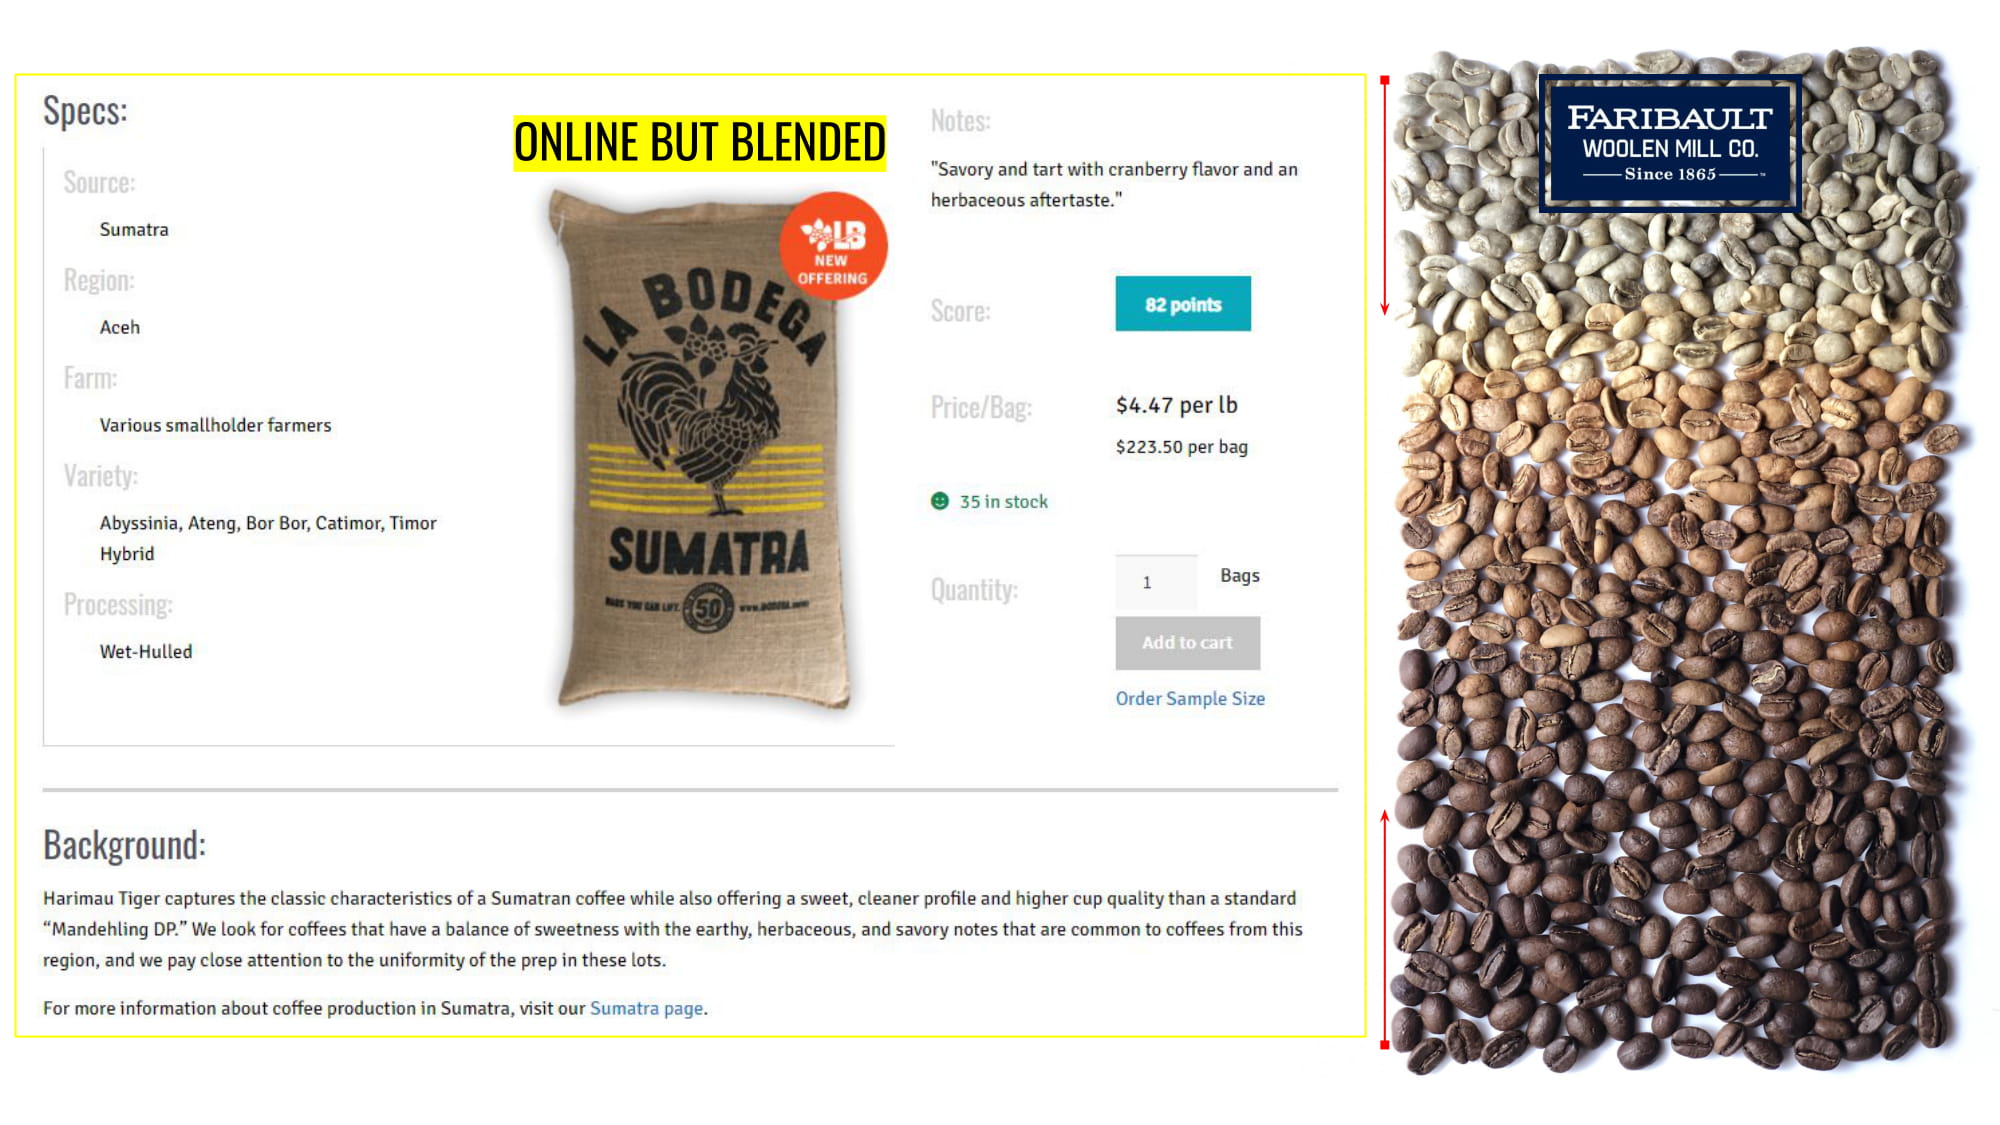 Specs:
Source:
Sumatra
Region:
Aceh
Farm:
Various smallholder farmers
Variety:
Abyssinia, Ateng, Bor Bor, Catimor, Timor
Hybrid
Processing:
Wet-Hulled
ONLINE BUT BLENDED
LB
NEW
OFFERING
LA BODEGA
SUMATRA
BAGS YOU CAN LIFT.
50
www.BODEGA.com
Notes:
"Savory and tart with cranberry flavor and an
herbaceous aftertaste."
Score:
82 points
Price/Bag:
$4.47 per lb
$223.50 per bag
35 in stock
Quantity:
1
Bags
Add to cart
Order Sample Size
Background:
Harimau Tiger captures the classic characteristics of a Sumatran coffee while also offering a sweet, cleaner profile and higher cup quality than a standard
“Mandehling DP.” We look for coffees that have a balance of sweetness with the earthy, herbaceous, and savory notes that are common to coffees from this
region, and we pay close attention to the uniformity of the prep in these lots.
For more information about coffee production in Sumatra, visit our Sumatra page.
FARIBAULT
WOOLEN MILL CO.
Since 1865